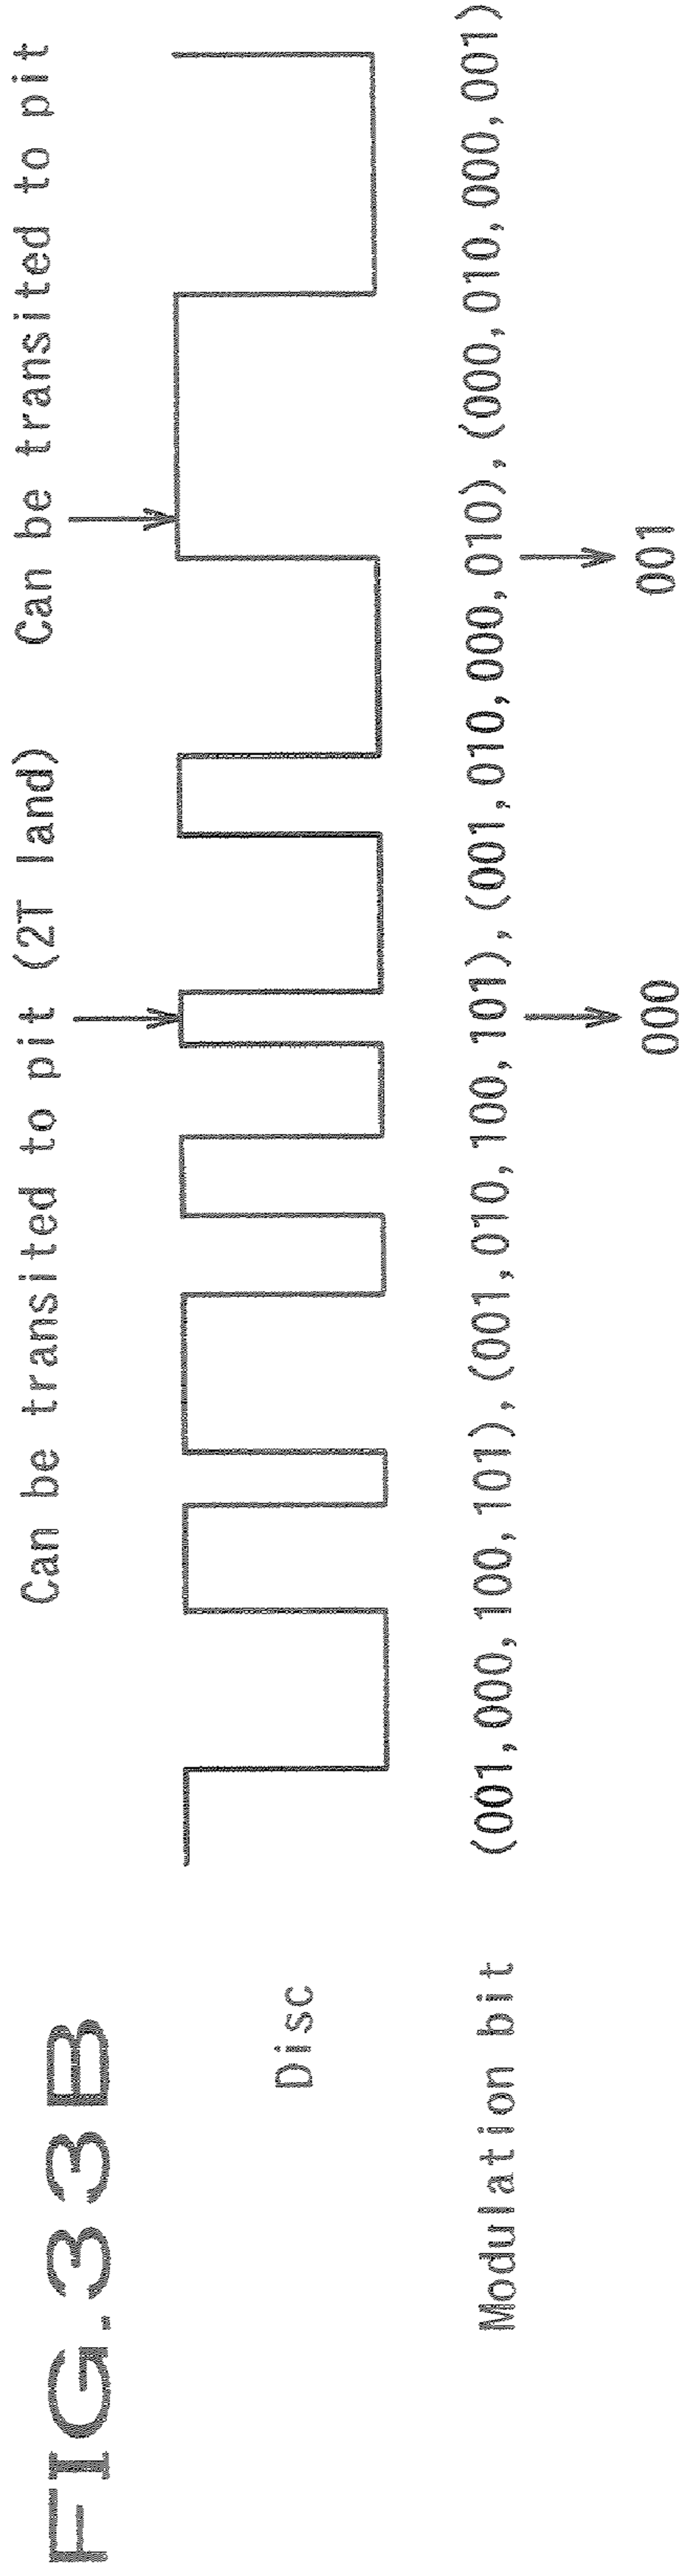 FIG. 33B
Can be transited to pit (2T land)
Can be transited to pit
Disc
Modulation bit
(001,000,100,101),(001,010,100,101),(001,010,000,010),(000,010,000,001)
000
001